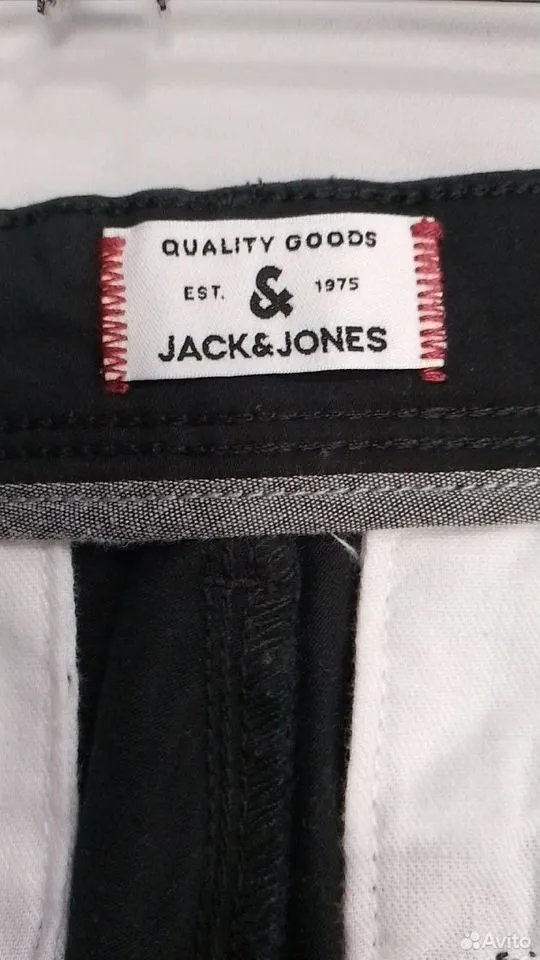 QUALITY GOODS
EST. & 1975
JACK&JONES
Avito